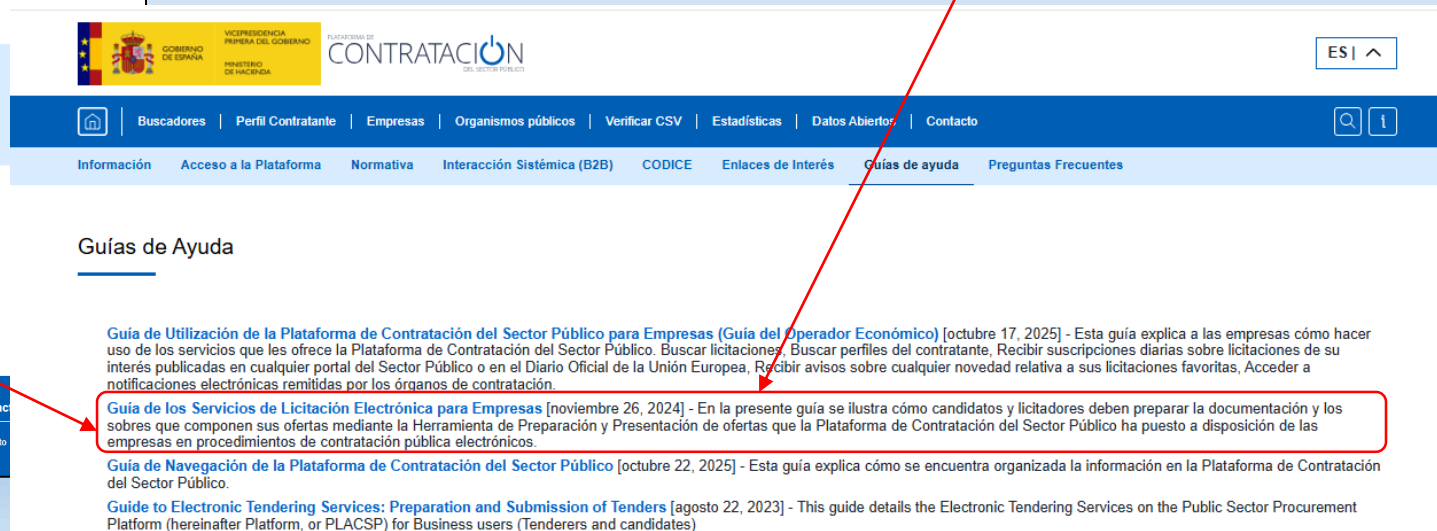 GOBIERNO
DE ESPAÑA
VICEPRESIDENCIA
PRIMERA DEL GOBIERNO
MINISTERIO
DE HACIENDA
PLATAFORMA DE
CONTRATACIÓN
DEL SECTOR PÚBLICO
ES|
Buscadores | Perfil Contratante | Empresas | Organismos públicos | Verificar CSV | Estadísticas | Datos Abiertos | Contacto
i
Información Acceso a la Plataforma Normativa Interacción Sistémica (B2B) CODICE Enlaces de Interés Guías de ayuda Preguntas Frecuentes
Guías de Ayuda
Guía de Utilización de la Plataforma de Contratación del Sector Público para Empresas (Guía del Operador Económico) [octubre 17, 2025] - Esta guía explica a las empresas cómo hacer
uso de los servicios que les ofrece la Plataforma de Contratación del Sector Público. Buscar licitaciones, Buscar perfiles del contratante, Recibir suscripciones diarias sobre licitaciones de su
interés publicadas en cualquier portal del Sector Público o en el Diario Oficial de la Unión Europea, Recibir avisos sobre cualquier novedad relativa a sus licitaciones favoritas, Acceder a
notificaciones electrónicas remitidas por los órganos de contratación.
Guía de los Servicios de Licitación Electrónica para Empresas [noviembre 26, 2024] - En la presente guía se ilustra cómo candidatos y licitadores deben preparar la documentación y los
sobres que componen sus ofertas mediante la Herramienta de Preparación y Presentación de ofertas que la Plataforma de Contratación del Sector Público ha puesto a disposición de las
empresas en procedimientos de contratación pública electrónicos.
Guía de Navegación de la Plataforma de Contratación del Sector Público [octubre 22, 2025] - Esta guía explica cómo se encuentra organizada la información en la Plataforma de Contratación
del Sector Público.
Guide to Electronic Tendering Services: Preparation and Submission of Tenders [agosto 22, 2023] - This guide details the Electronic Tendering Services on the Public Sector Procurement
Platform (hereinafter Platform, or PLACSP) for Business users (Tenderers and candidates)